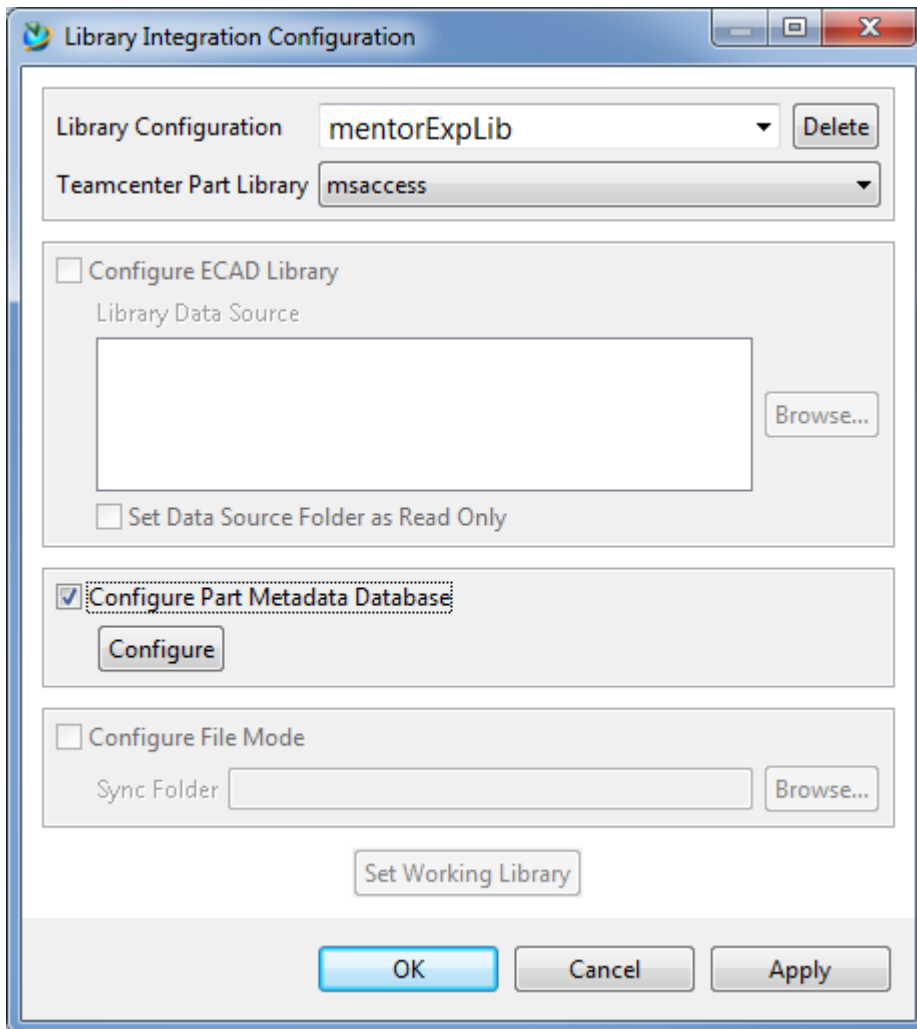 Library Integration Configuration
Library Configuration mentorExpLib Delete
Teamcenter Part Library msaccess
Configure ECAD Library
Library Data Source
Browse...
Set Data Source Folder as Read Only
Configure Part Metadata Database
Configure
Configure File Mode
Sync Folder Browse...
Set Working Library
OK Cancel Apply